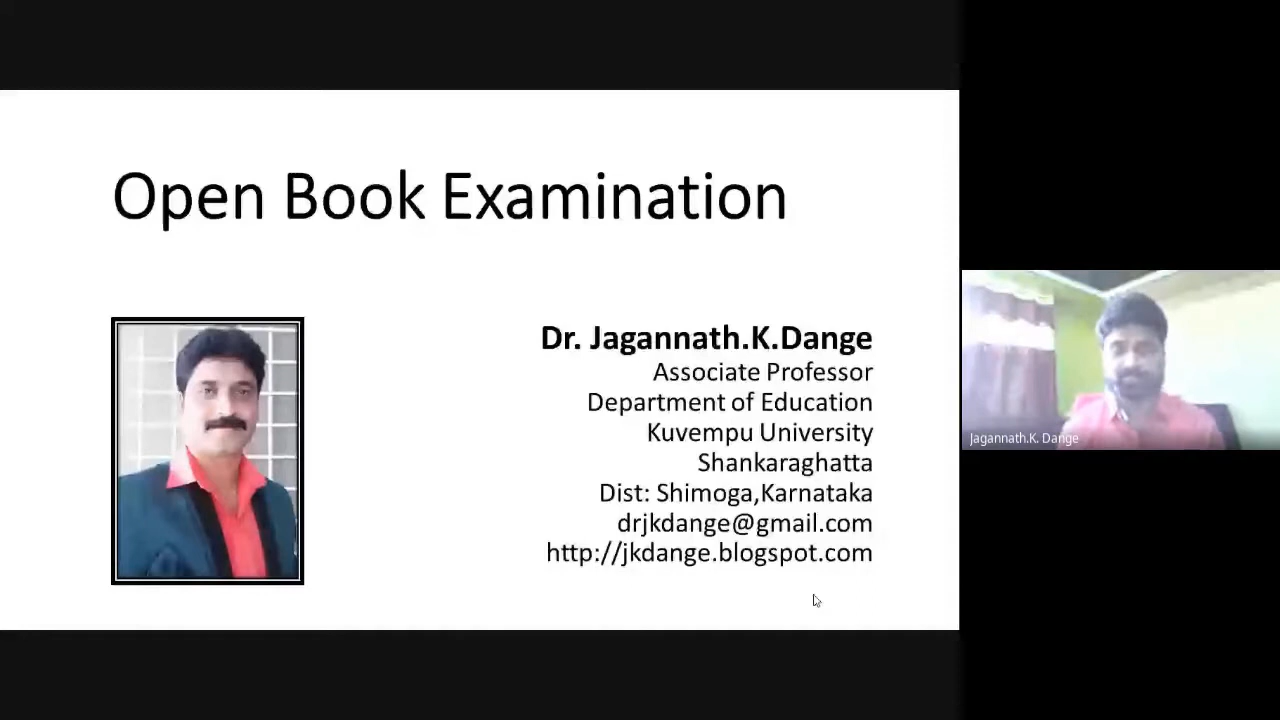 Open Book Examination
Dr. Jagannath.K.Dange
Associate Professor
Department of Education
Kuvempu University
Shankaraghatta
Dist: Shimoga,Karnataka
drjkdange@gmail.com
http://jkdange.blogspot.com
Jagannath.K. Dange